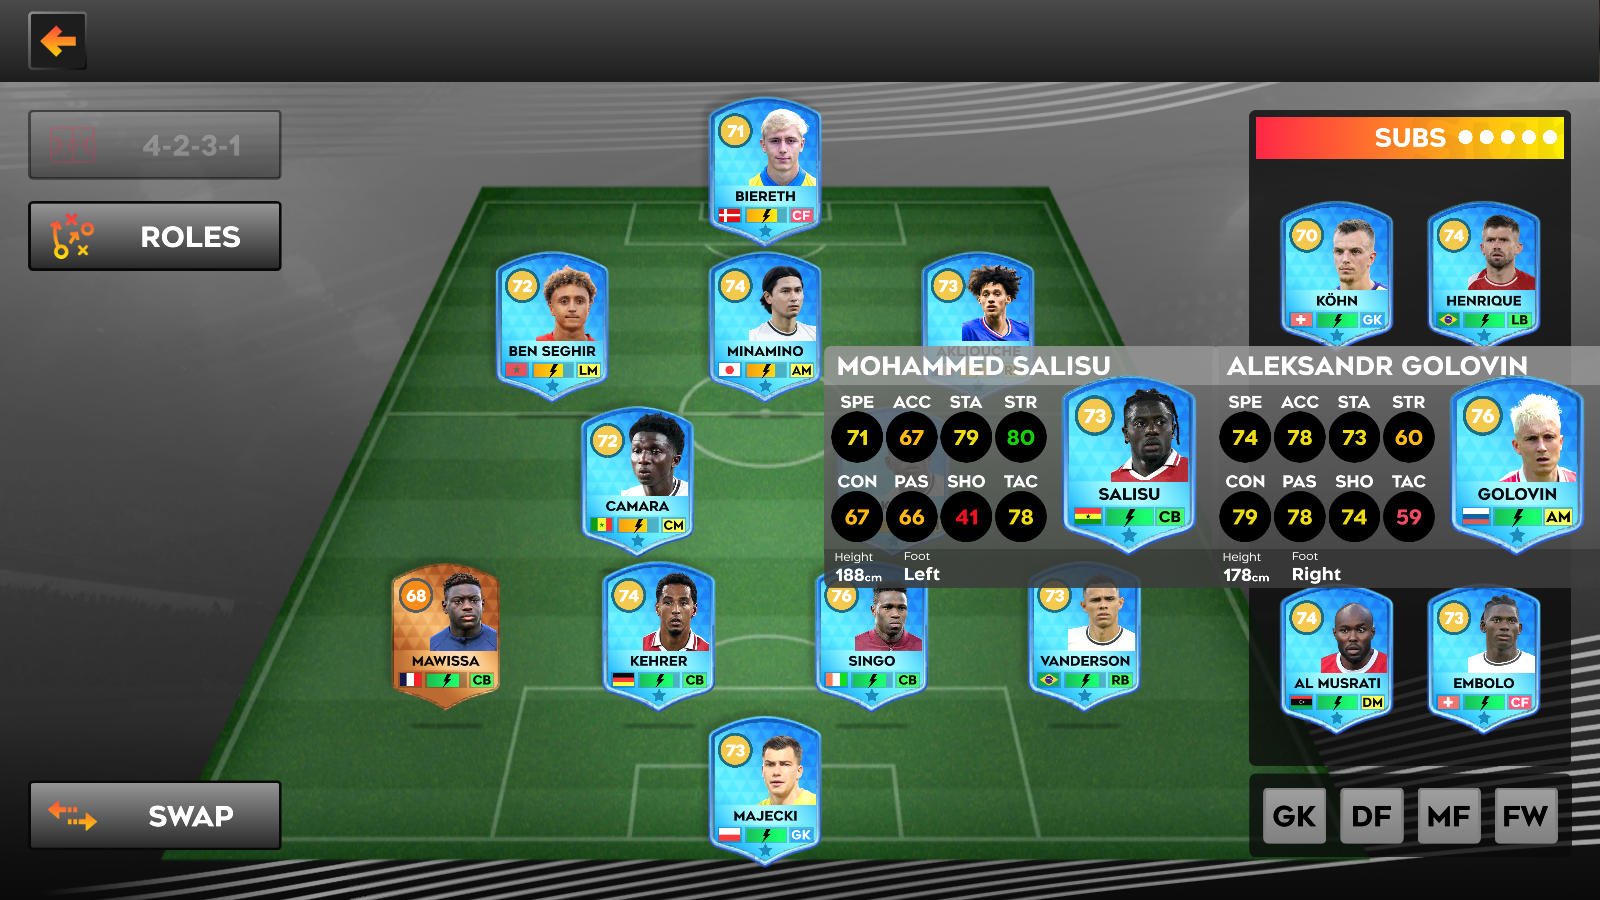 4-2-3-1
ROLES
71
BIERETH
CF
72
BEN SEGHIR
LM
74
MINAMINO
AM
73
AKLIOUCHE
72
CAMARA
CM
68
MAWISSA
CB
74
KEHRER
CB
76
SINGO
CB
73
VANDERSON
RB
73
MAJECKI
GK
SUBS
70
KÖHN
GK
74
HENRIQUE
LB
MOHAMMED SALISU
SPE ACC STA STR
71 67 79 80
CON PAS SHO TAC
67 66 41 78
Height Foot
188cm Left
73
SALISU
CB
ALEKSANDR GOLOVIN
SPE ACC STA STR
74 78 73 60
CON PAS SHO TAC
79 78 74 59
Height Foot
178cm Right
76
GOLOVIN
AM
74
AL MUSRATI
DM
73
EMBOLO
CF
SWAP
GK DF MF FW